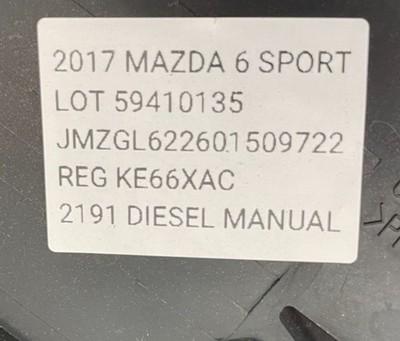 2017 MAZDA 6 SPORT
LOT 59410135
JMZGL622601509722
REG KE66XAC
2191 DIESEL MANUAL